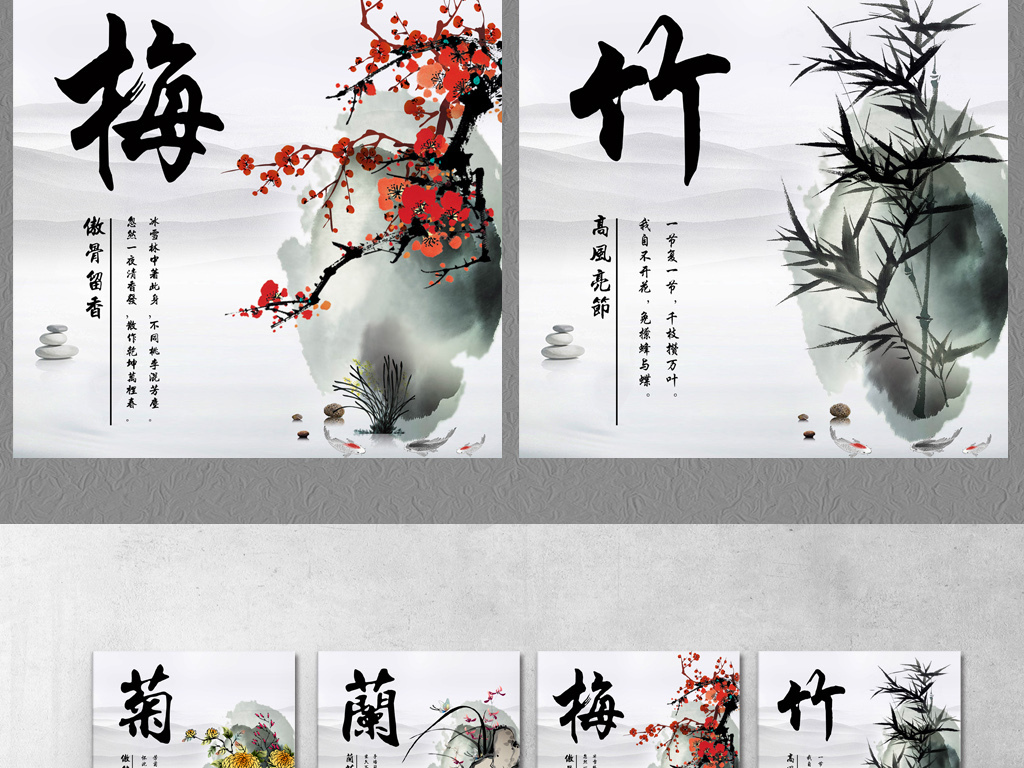 梅
傲骨留香
冰雪林中著此身,不同桃李混芳塵。
忽然一夜清香發,散作乾坤萬里春。
竹
高風亮節
一节复一节,千枝攒万叶。
我自不开花,免撩蜂与蝶。
菊
蘭
梅
竹